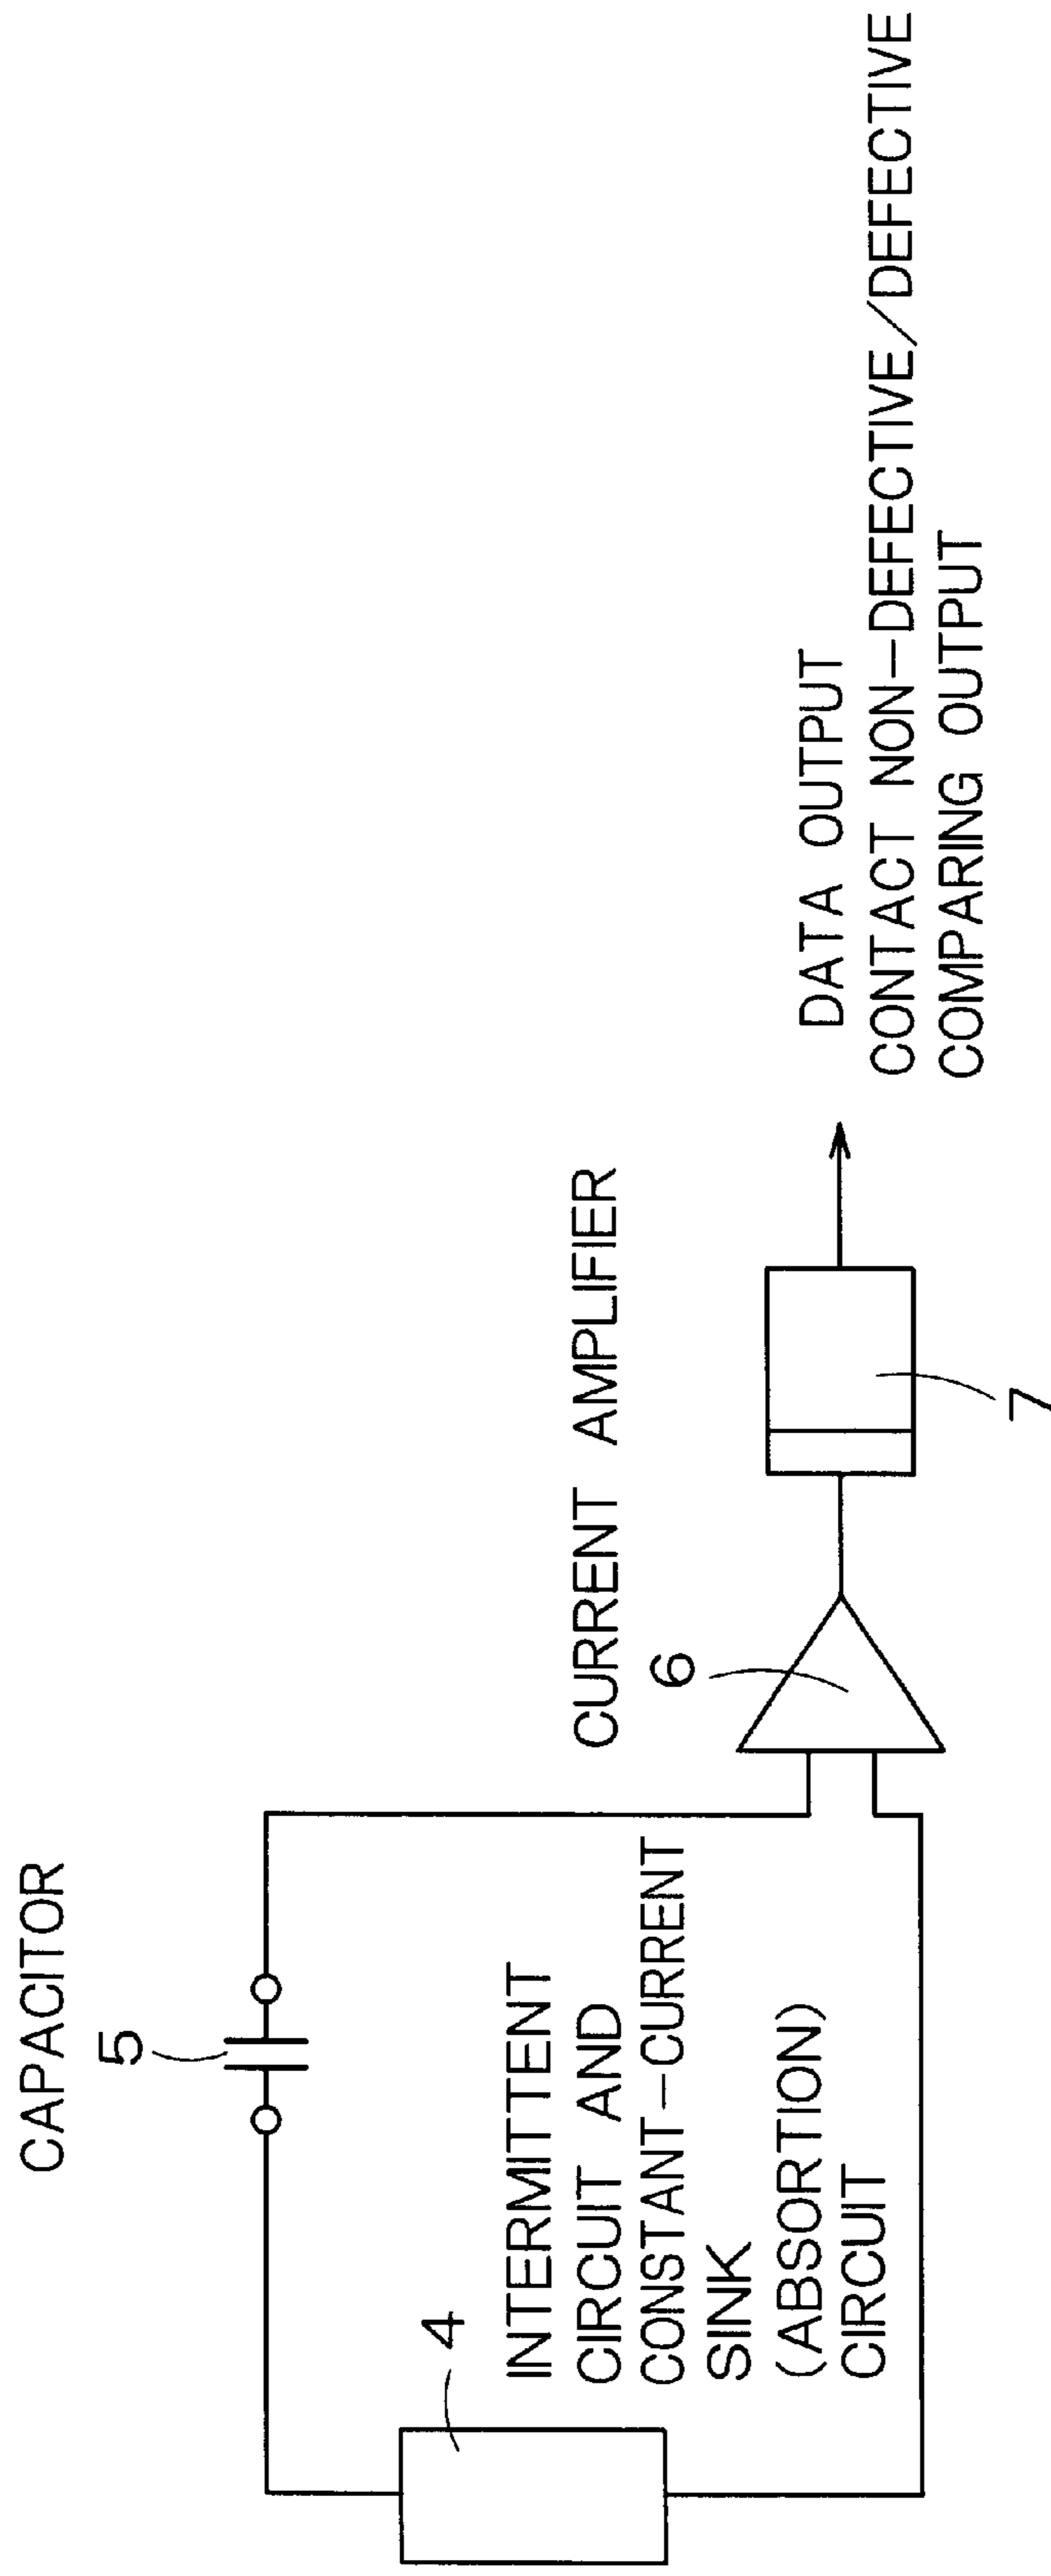 CAPACITOR
5
4
INTERMITTENT
CIRCUIT AND
CONSTANT-CURRENT
SINK
(ABSORTION)
CIRCUIT
CURRENT AMPLIFIER
6
7
DATA OUTPUT
CONTACT NON-DEFECTIVE/DEFECTIVE
COMPARING OUTPUT